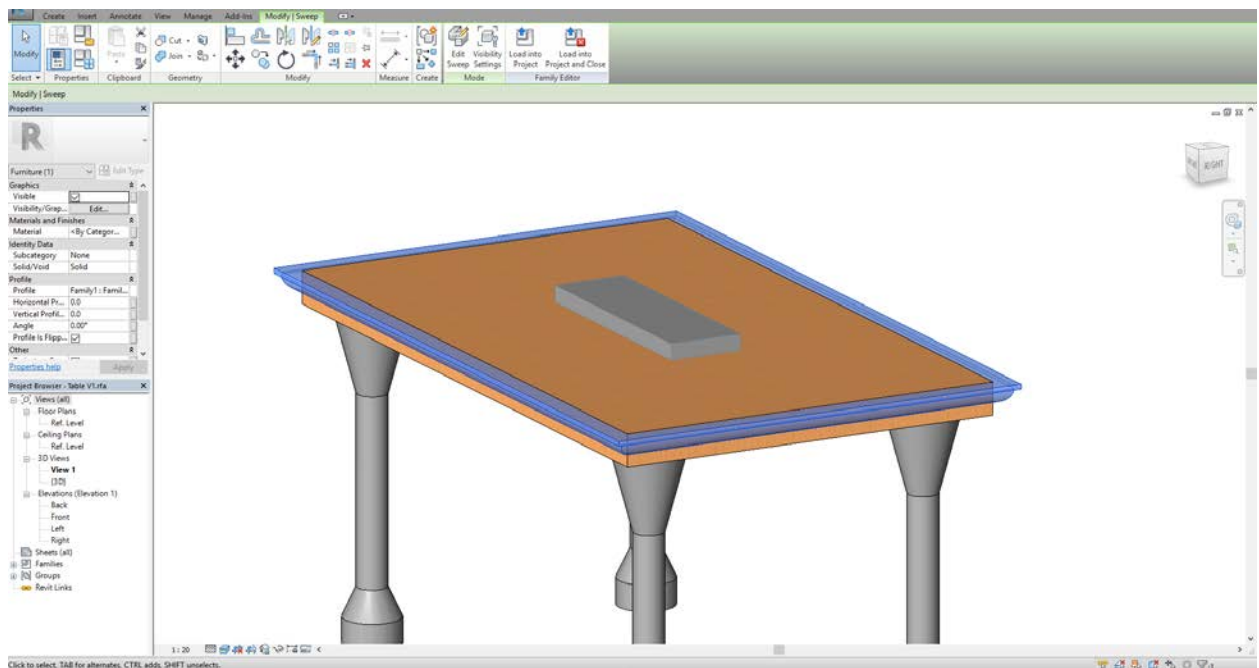 Create Insert Annotate View Manage Add-Ins Modify | Sweep
Modify
Paste
Cut
Join
Edit Sweep
Visibility Settings
Load into Project
Load into Project and Close
Select Properties Clipboard Geometry Modify Measure Create Mode Family Editor
Modify | Sweep
Properties
R
Furniture (1) Edit Type
Graphics
Visible
Visibility/Grap... Edit...
Materials and Finishes
Material <By Categor...
Identity Data
Subcategory None
Solid/Void Solid
Profile
Profile Family1 : Famil...
Horizontal Pr... 0.0
Vertical Profil... 0.0
Angle 0.00°
Profile Is Flipp...
Other
Properties help Apply
Project Browser - Table V1.rfa
Views (all)
Floor Plans
Ref. Level
Ceiling Plans
Ref. Level
3D Views
View 1
{3D}
Elevations (Elevation 1)
Back
Front
Left
Right
Sheets (all)
Families
Groups
Revit Links
RIGHT
1 : 20
Click to select, TAB for alternates, CTRL adds, SHIFT unselects.